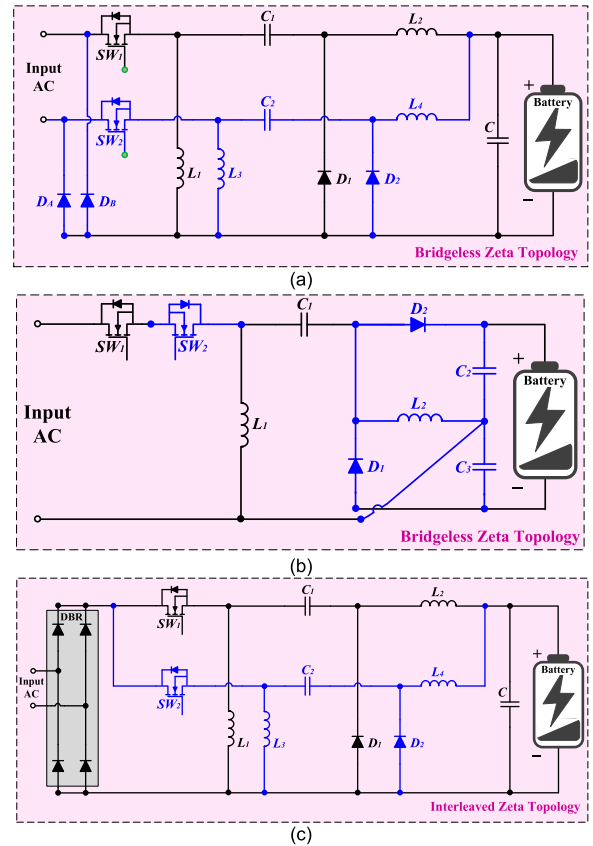 C1
L2
SW1
Input
AC
C2
L4
SW2
C
+
Battery
L1
L3
DA
DB
D1
D2
−
Bridgeless Zeta Topology
(a)
C1
D2
SW1
SW2
C2
+
Battery
Input
AC
L1
L2
D1
C3
−
Bridgeless Zeta Topology
(b)
DBR
C1
L2
SW1
Input
AC
C2
L4
SW2
C
+
Battery
L1
L3
D1
D2
−
Interleaved Zeta Topology
(c)